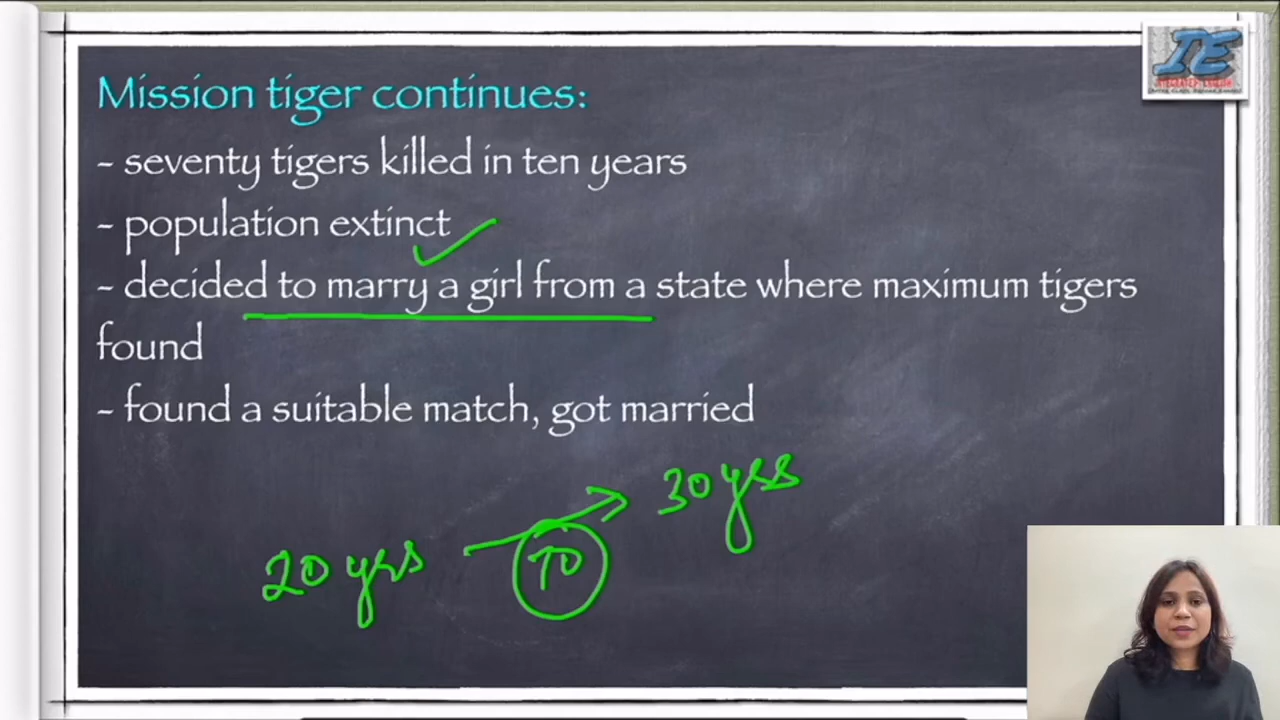 IE
Mission tiger continues:
- seventy tigers killed in ten years
- population extinct
- decided to marry a girl from a state where maximum tigers
found
- found a suitable match, got married
30 yrs
20 yrs
70